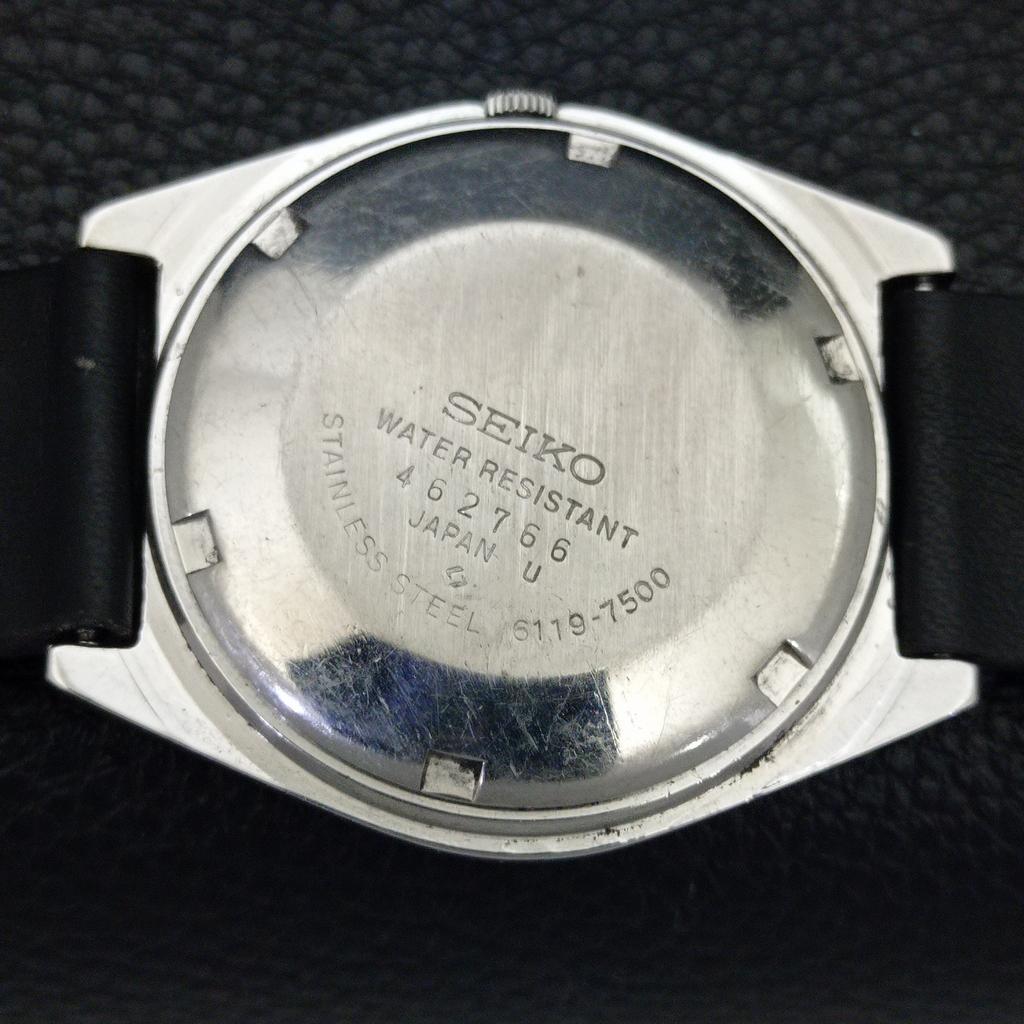 SEIKO
WATER RESISTANT
462766
JAPAN U
STAINLESS STEEL 6119-7500